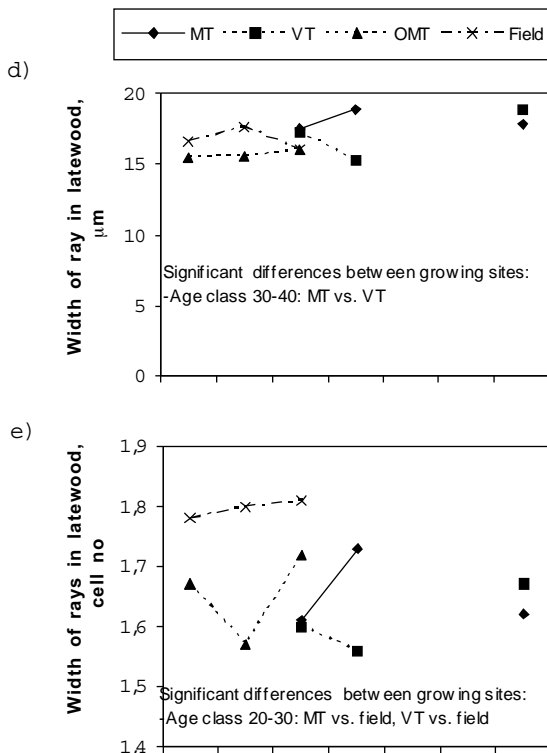 MT VT OMT Field
d)
Width of ray in latewood,
µm
20
15
10
5
0
Significant differences between growing sites:
-Age class 30-40: MT vs. VT
e)
Width of rays in latewood,
cell no
1,9
1,8
1,7
1,6
1,5
1,4
Significant differences between growing sites:
-Age class 20-30: MT vs. field, VT vs. field